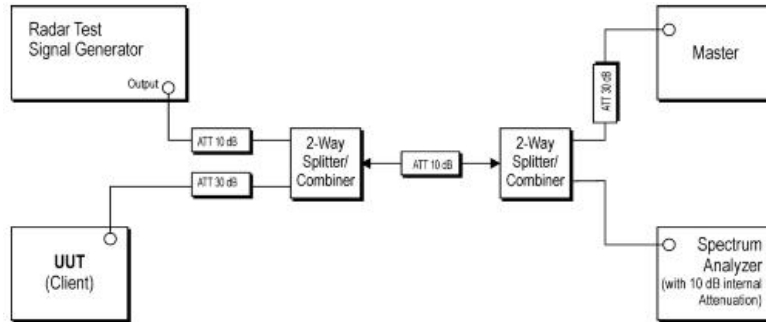 Radar Test
Signal Generator
Output
ATT 10 dB
ATT 30 dB
2-Way
Splitter/
Combiner
ATT 10 dB
2-Way
Splitter/
Combiner
ATT 30 dB
Master
UUT
(Client)
Spectrum
Analyzer
(with 10 dB internal
Attenuation)